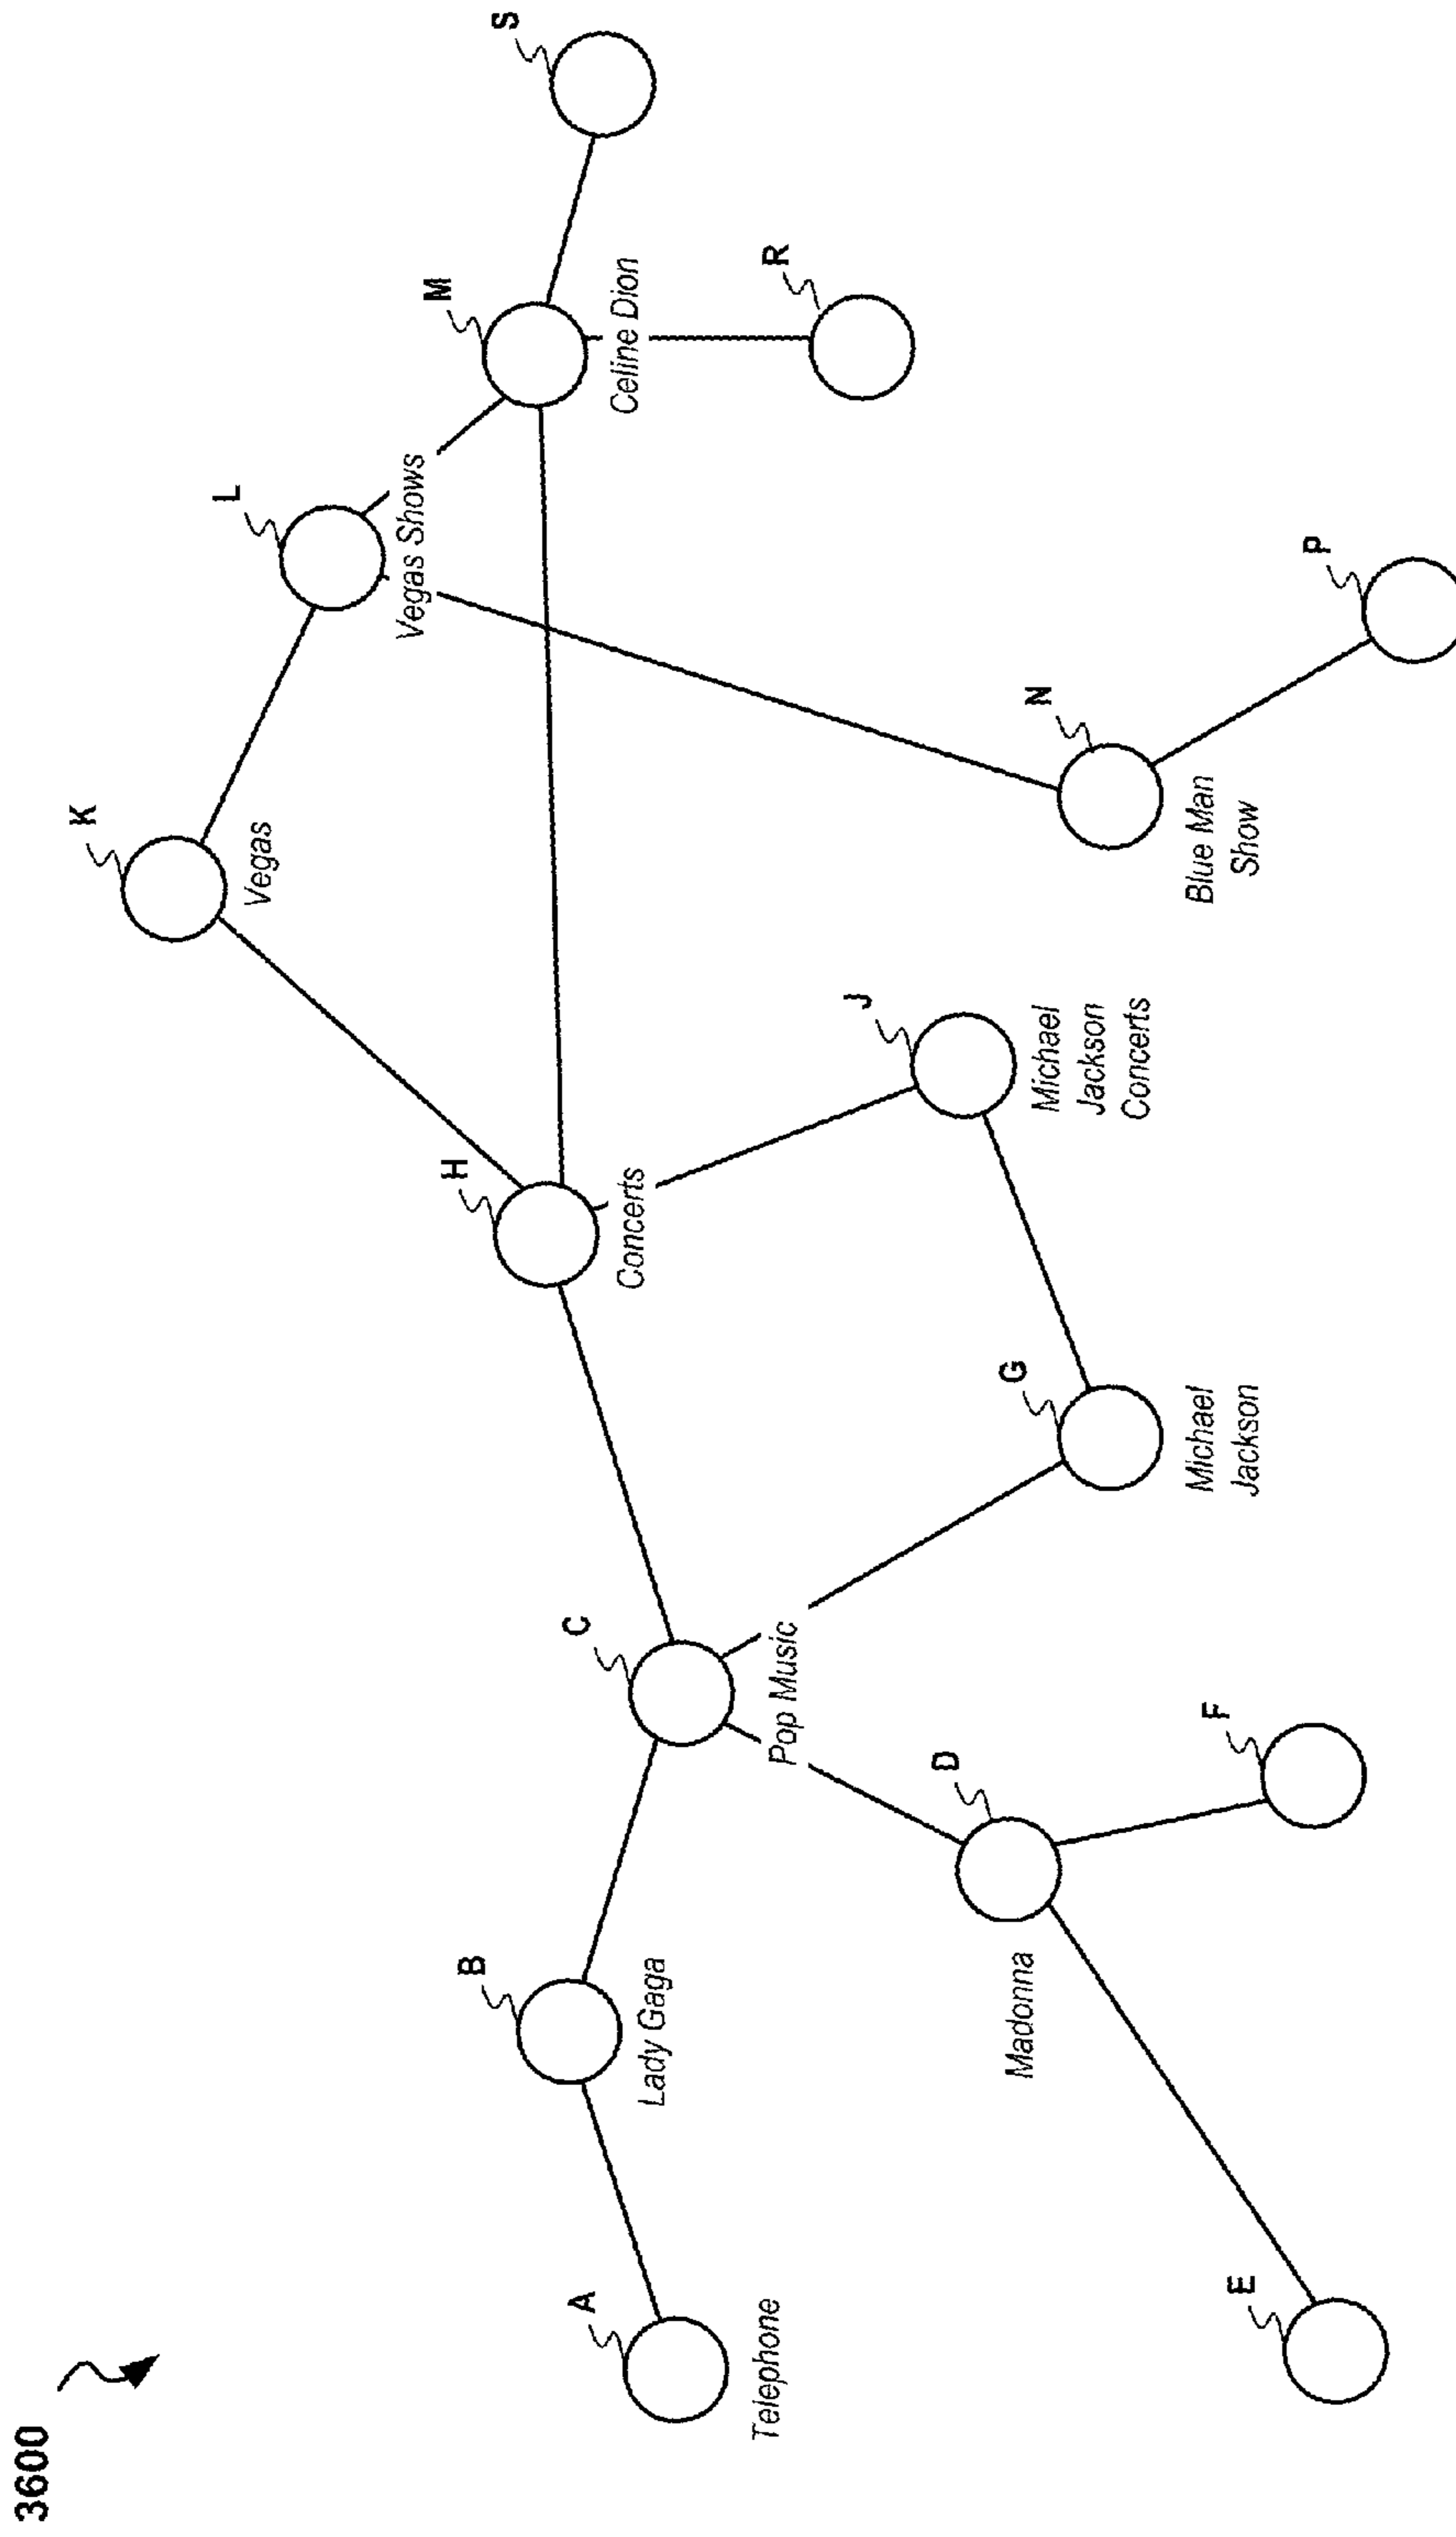 3600
A
Telephone
B
Lady Gaga
C
Pop Music
D
Madonna
E
F
G
Michael
Jackson
H
Concerts
J
Michael
Jackson
Concerts
K
Vegas
L
Vegas Shows
M
Celine Dion
N
Blue Man
Show
P
R
S